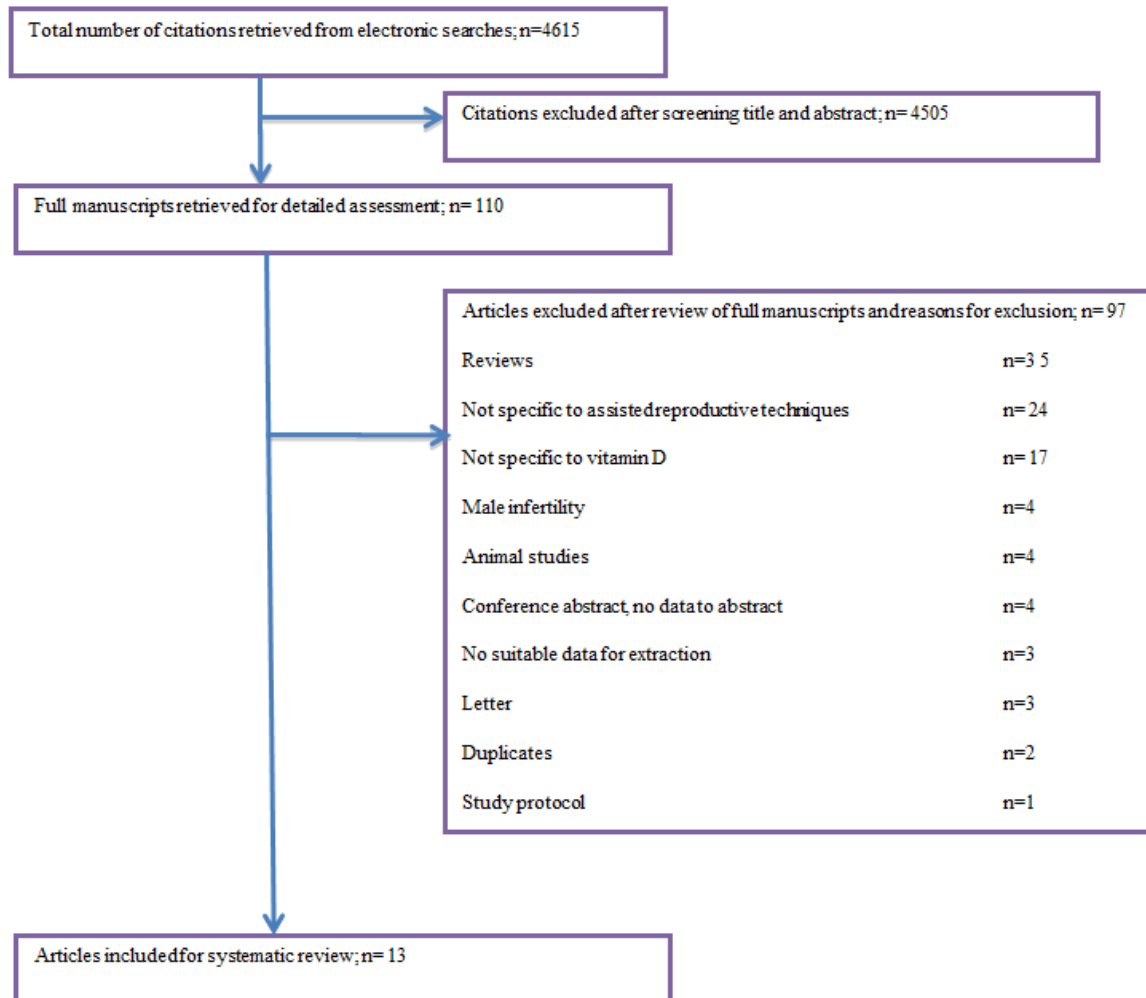 Total number of citations retrieved from electronic searches; n=4615
Citations excluded after screening title and abstract; n= 4505
Full manuscripts retrieved for detailed assessment; n= 110
Articles excluded after review of full manuscripts and reasons for exclusion; n= 97
Reviews n=3 5
Not specific to assisted reproductive techniques n= 24
Not specific to vitamin D n= 17
Male infertility n=4
Animal studies n=4
Conference abstract, no data to abstract n=4
No suitable data for extraction n=3
Letter n=3
Duplicates n=2
Study protocol n=1
Articles included for systematic review; n= 13